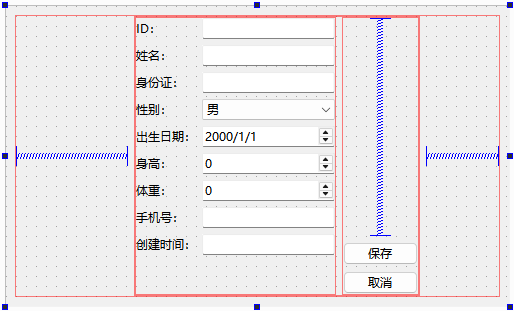 ID：
姓名：
身份证：
性别： 男
出生日期： 2000/1/1
身高： 0
体重： 0
手机号：
创建时间：
保存
取消